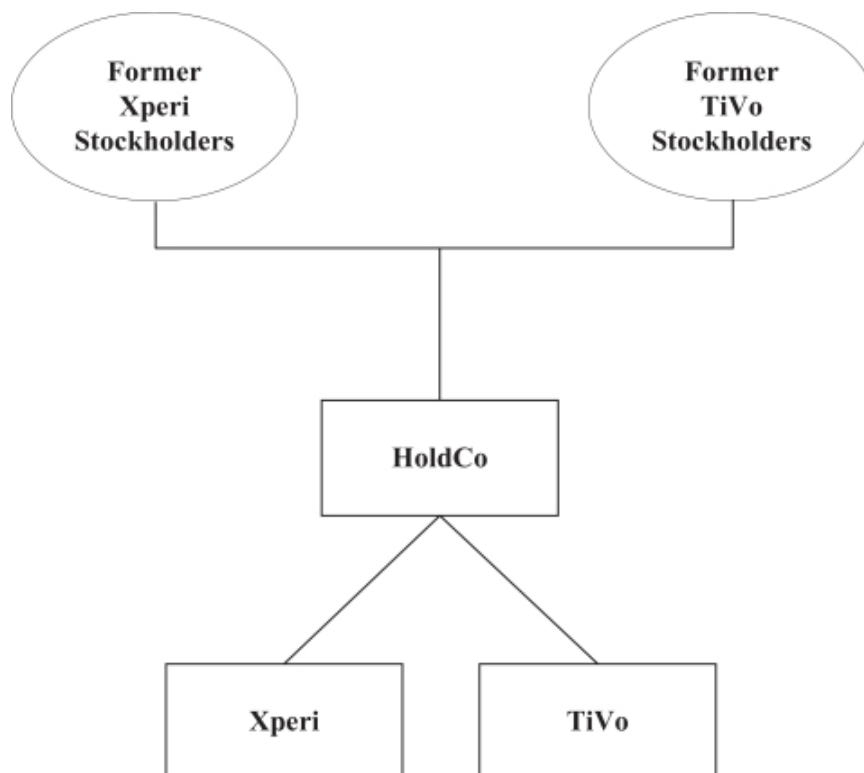 Former
Xperi
Stockholders
Former
TiVo
Stockholders
HoldCo
Xperi
TiVo